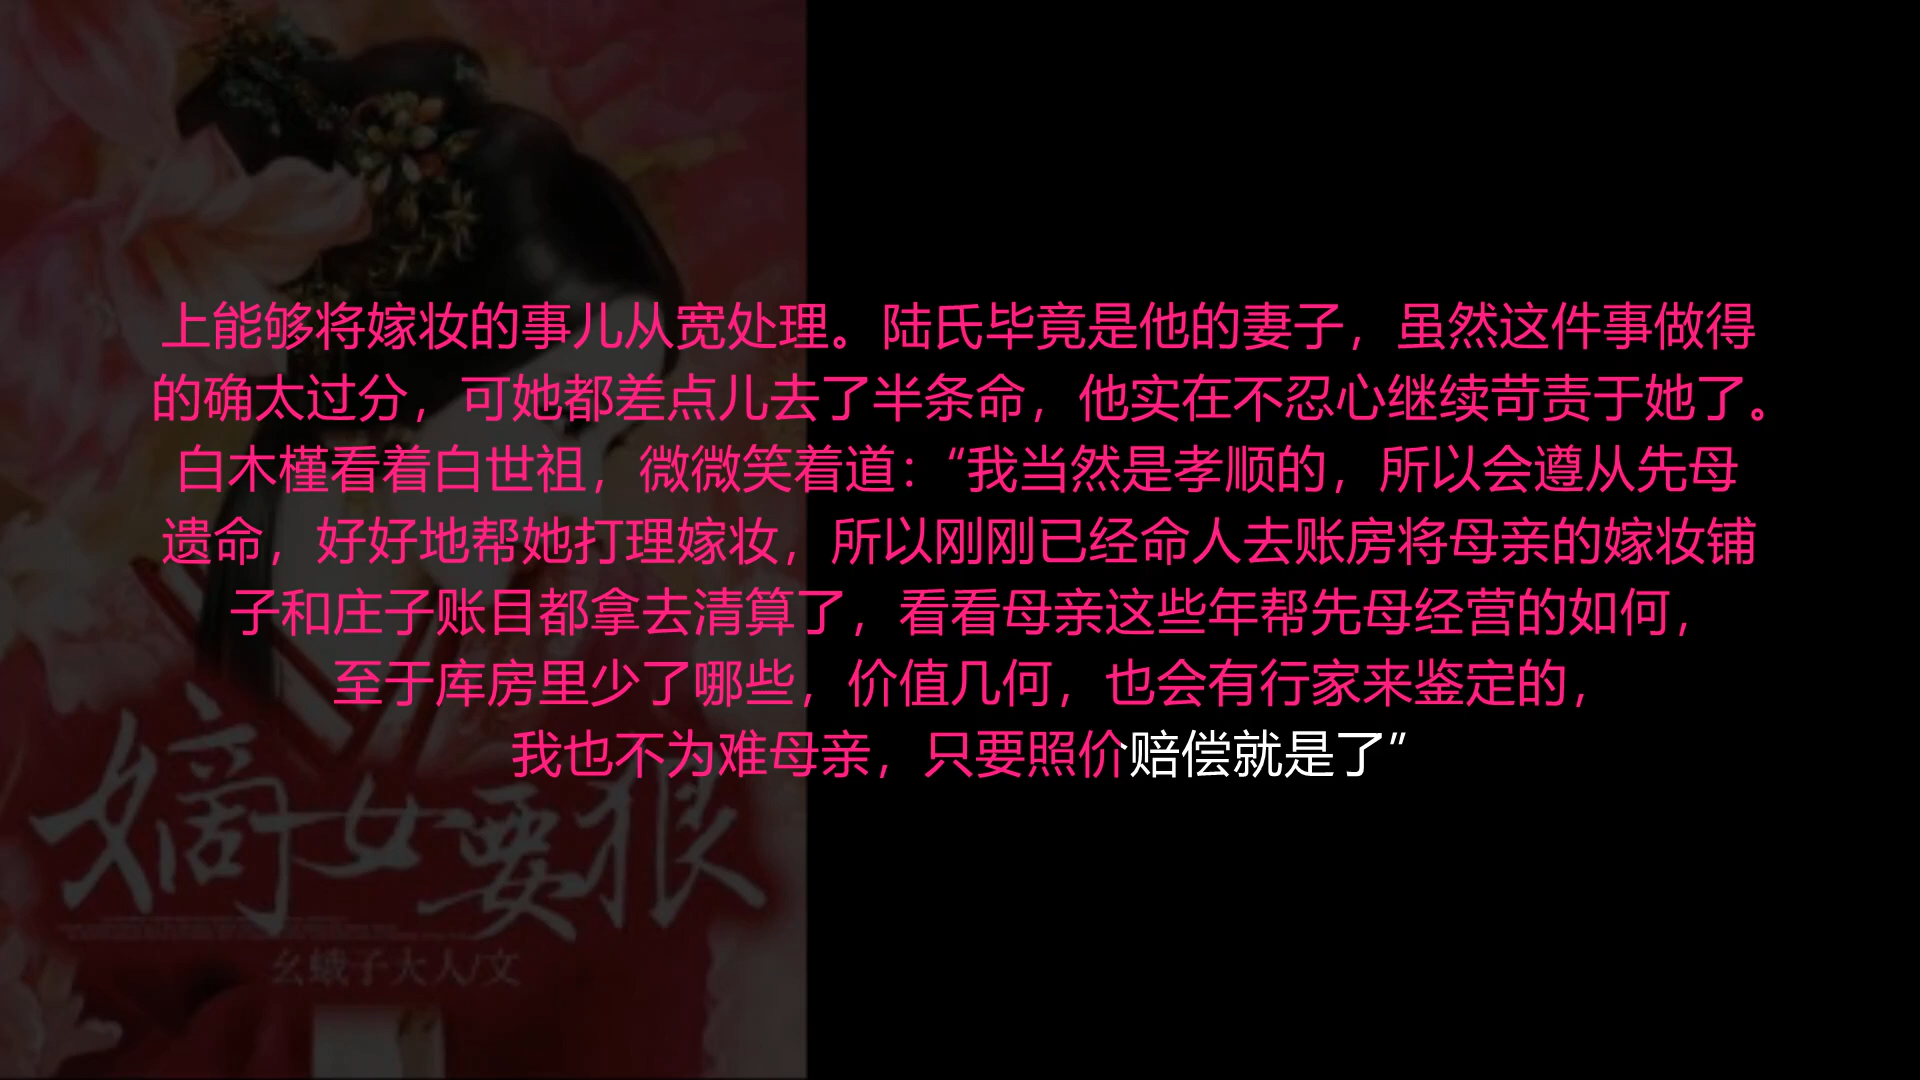 上能够将嫁妆的事儿从宽处理。陆氏毕竟是他的妻子，虽然这件事做得
的确太过分，可她都差点儿去了半条命，他实在不忍心继续苛责于她了。
白木槿看着白世祖，微微笑着道：“我当然是孝顺的，所以会遵从先母
遗命，好好地帮她打理嫁妆，所以刚刚已经命人去账房将母亲的嫁妆铺
子和庄子账目都拿去清算了，看看母亲这些年帮先母经营的如何，
至于库房里少了哪些，价值几何，也会有行家来鉴定的，
我也不为难母亲，只要照价赔偿就是了”
嫡女要狠
幺蛾子大人/文